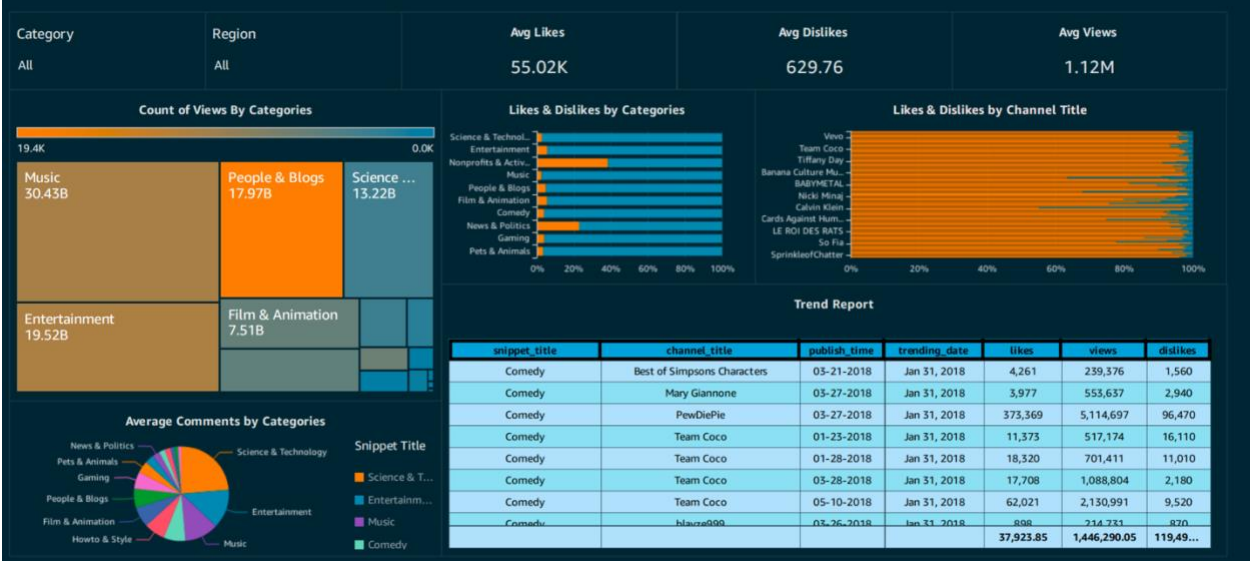 Category
Region
Avg Likes
Avg Dislikes
Avg Views
All
All
55.02K
629.76
1.12M
Count of Views By Categories
19.4K
0.0K
Music
30.43B
People & Blogs
17.97B
Science ...
13.22B
Entertainment
19.52B
Film & Animation
7.51B
Likes & Dislikes by Categories
Science & Technol...
Entertainment
Nonprofits & Activ...
Music
People & Blogs
Film & Animation
Comedy
News & Politics
Gaming
Pets & Animals
0% 20% 40% 60% 80% 100%
Likes & Dislikes by Channel Title
Vevo
Team Coco
Tiffany Day
Banana Culture Mu...
BABYMETAL
Nicki Minaj
Calvin Klein
Cards Against Hum...
LE ROI DES RATS
So Fia
SprinkleofChatter
0% 20% 40% 60% 80% 100%
Average Comments by Categories
News & Politics
Pets & Animals
Gaming
People & Blogs
Film & Animation
Howto & Style
Music
Entertainment
Science & Technology
Snippet Title
Science & T...
Entertainm...
Music
Comedy
Trend Report
snippet_title channel_title publish_time trending_date likes views dislikes
Comedy Best of Simpsons Characters 03-21-2018 Jan 31, 2018 4,261 239,376 1,560
Comedy Mary Giannone 03-27-2018 Jan 31, 2018 3,977 553,637 2,940
Comedy PewDiePie 03-27-2018 Jan 31, 2018 373,369 5,114,697 96,470
Comedy Team Coco 01-23-2018 Jan 31, 2018 11,373 517,174 16,110
Comedy Team Coco 01-28-2018 Jan 31, 2018 18,320 701,411 11,010
Comedy Team Coco 03-28-2018 Jan 31, 2018 17,708 1,088,804 2,180
Comedy Team Coco 05-10-2018 Jan 31, 2018 62,021 2,130,991 9,520
Comedy blayze999 03-26-2018 Jan 31, 2018 898 214,731 870
37,923.85 1,446,290.05 119,49...